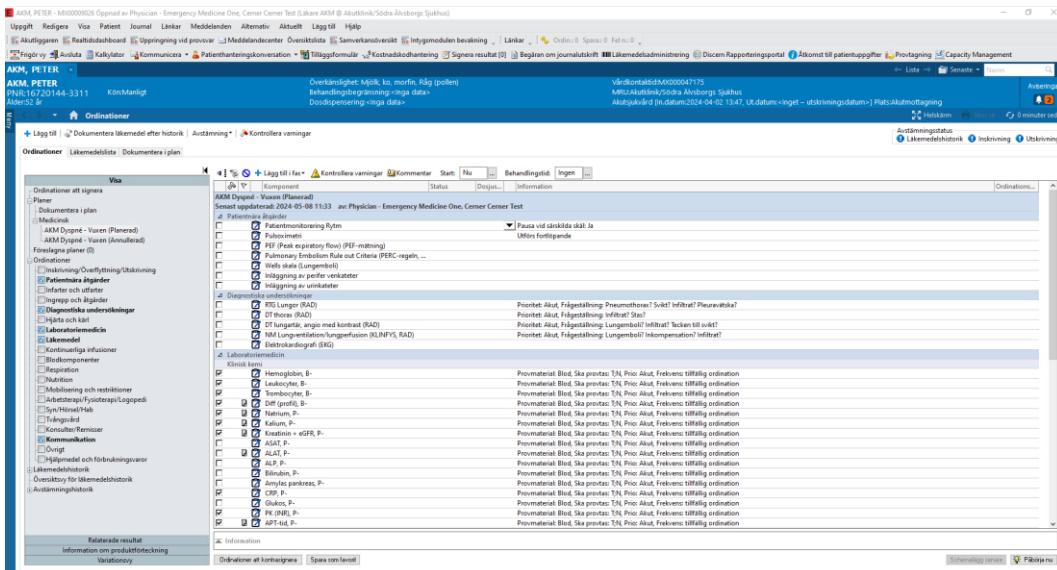 AKM, PETER - MX00009026 Öppnad av Physician - Emergency Medicine One, Cerner Cerner Test (Läkare AKM @ Akutklinik/Södra Älvsborgs Sjukhus)
Uppgift Redigera Visa Patient Journal Länkar Meddelanden Alternativ Aktuellt Lägg till Hjälp
Akutliggaren Realtidsdashboard Uppringning vid provsvar Meddelandecenter Översiktslista Samverkansöversikt Intygsmodulen bevakning Länkar Ordin.: 0 Spara: 0 Fel n: 0
Frigör vy Avsluta Kalkylator Communicera Patienthanteringskonversation Tilläggsformulär Kostnadskodhantering Signera resultat [0] Begäran om journalutskrift Läkemedelsadministrering Discern Rapporteringsportal Åtkomst till patientuppgifter Provtagning Capacity Management
AKM, PETER
Lista Senaste Namn
AKM, PETER
PNR:16720144-3311 Kön:Manligt
Ålder:52 år
Överkänslighet: Mjölk, ko, morfin, Råg (pollen)
Behandlingsbegränsning:<Inga data>
Dosdispensering:<Inga data>
Vårdkontaktid:MX000047175
MRU:Akutklinik/Södra Älvsborgs Sjukhus
Akutsjukvård [In.datum:2024-04-02 13:47, Ut.datum:<Inget – utskrivningsdatum>] Plats:Akutmottagning
Meny
Ordinationer
Helskärm 0 minuter sed
Lägg till Dokumentera läkemedel efter historik Avstämning Kontrollera varningar
Avstämningsstatus
Läkemedelshistorik Inskrivning Utskrivning
Ordinationer Läkemedelslista Dokumentera i plan
Visa
Ordinationer att signera
Planer
Dokumentera i plan
Medicinsk
AKM Dyspné - Vuxen (Planerad)
AKM Dyspné - Vuxen (Annullerad)
Föreslagna planer (0)
Ordinationer
Inskrivning/Överflyttning/Utskrivning
Patientnära åtgärder
Infarter och utfarter
Ingrepp och åtgärder
Diagnostiska undersökningar
Hjärta och kärl
Laboratoriemedicin
Läkemedel
Kontinuerliga infusioner
Blodkomponenter
Respiration
Nutrition
Mobilisering och restriktioner
Arbetsterapi/Fysioterapi/Logopedi
Syn/Hörsel/Hab
Tvångsvård
Konsulter/Remisser
Kommunikation
Övrigt
Hjälpmedel och förbrukningsvaror
Läkemedelshistorik
Översiktsvy för läkemedelshistorik
Avstämningshistorik
Relaterade resultat
Information om produktförteckning
Variationsvy
Lägg till i fas Kontrollera varningar Kommentar Start: Nu ... Behandlingstid: Ingen ...
Komponent Status Dosjus... Information Ordinations...
AKM Dyspné - Vuxen (Planerad)
Senast uppdaterad: 2024-05-08 11:33 av: Physician - Emergency Medicine One, Cerner Cerner Test
Patientnära åtgärder
Patientmonitorering Rytm Pausa vid särskilda skäl: Ja
Pulsoximetri Utförs fortlöpande
PEF (Peak expiratory flow) (PEF-mätning)
Pulmonary Embolism Rule out Criteria (PERC-regeln, ...
Wells skala (Lungemboli)
Inläggning av perifer venkateter
Inläggning av urinkateter
Diagnostiska undersökningar
RTG Lungor (RAD) Prioritet: Akut, Frågeställning: Pneumothorax? Svikt? Infiltrat? Pleuravätska?
DT thorax (RAD) Prioritet: Akut, Frågeställning: Infiltrat? Stas?
DT lungartär, angio med kontrast (RAD) Prioritet: Akut, Frågeställning: Lungemboli? Infiltrat? Tecken till svikt?
NM Lungventilation/lungperfusion (KLINFYS, RAD) Prioritet: Akut, Frågeställning: Lungemboli? Inkompensation? Infiltrat?
Elektrokardiografi (EKG)
Laboratoriemedicin
Klinisk kemi
Hemoglobin, B- Provmaterial: Blod, Ska provtas: T;N, Prio: Akut, Frekvens: tillfällig ordination
Leukocyter, B- Provmaterial: Blod, Ska provtas: T;N, Prio: Akut, Frekvens: tillfällig ordination
Trombocyter, B- Provmaterial: Blod, Ska provtas: T;N, Prio: Akut, Frekvens: tillfällig ordination
Diff (profil), B- Provmaterial: Blod, Ska provtas: T;N, Prio: Akut, Frekvens: tillfällig ordination
Natrium, P- Provmaterial: Blod, Ska provtas: T;N, Prio: Akut, Frekvens: tillfällig ordination
Kalium, P- Provmaterial: Blod, Ska provtas: T;N, Prio: Akut, Frekvens: tillfällig ordination
Kreatinin + eGFR, P- Provmaterial: Blod, Ska provtas: T;N, Prio: Akut, Frekvens: tillfällig ordination
ASAT, P- Provmaterial: Blod, Ska provtas: T;N, Prio: Akut, Frekvens: tillfällig ordination
ALAT, P- Provmaterial: Blod, Ska provtas: T;N, Prio: Akut, Frekvens: tillfällig ordination
ALP, P- Provmaterial: Blod, Ska provtas: T;N, Prio: Akut, Frekvens: tillfällig ordination
Bilirubin, P- Provmaterial: Blod, Ska provtas: T;N, Prio: Akut, Frekvens: tillfällig ordination
Amylas pankreas, P- Provmaterial: Blod, Ska provtas: T;N, Prio: Akut, Frekvens: tillfällig ordination
CRP, P- Provmaterial: Blod, Ska provtas: T;N, Prio: Akut, Frekvens: tillfällig ordination
Glukos, P- Provmaterial: Blod, Ska provtas: T;N, Prio: Akut, Frekvens: tillfällig ordination
PK (INR), P- Provmaterial: Blod, Ska provtas: T;N, Prio: Akut, Frekvens: tillfällig ordination
APT-tid, P- Provmaterial: Blod, Ska provtas: T;N, Prio: Akut, Frekvens: tillfällig ordination
Information
Ordinationer att kontrasignera Spara som favorit Schemalägg senare Påbörja nu